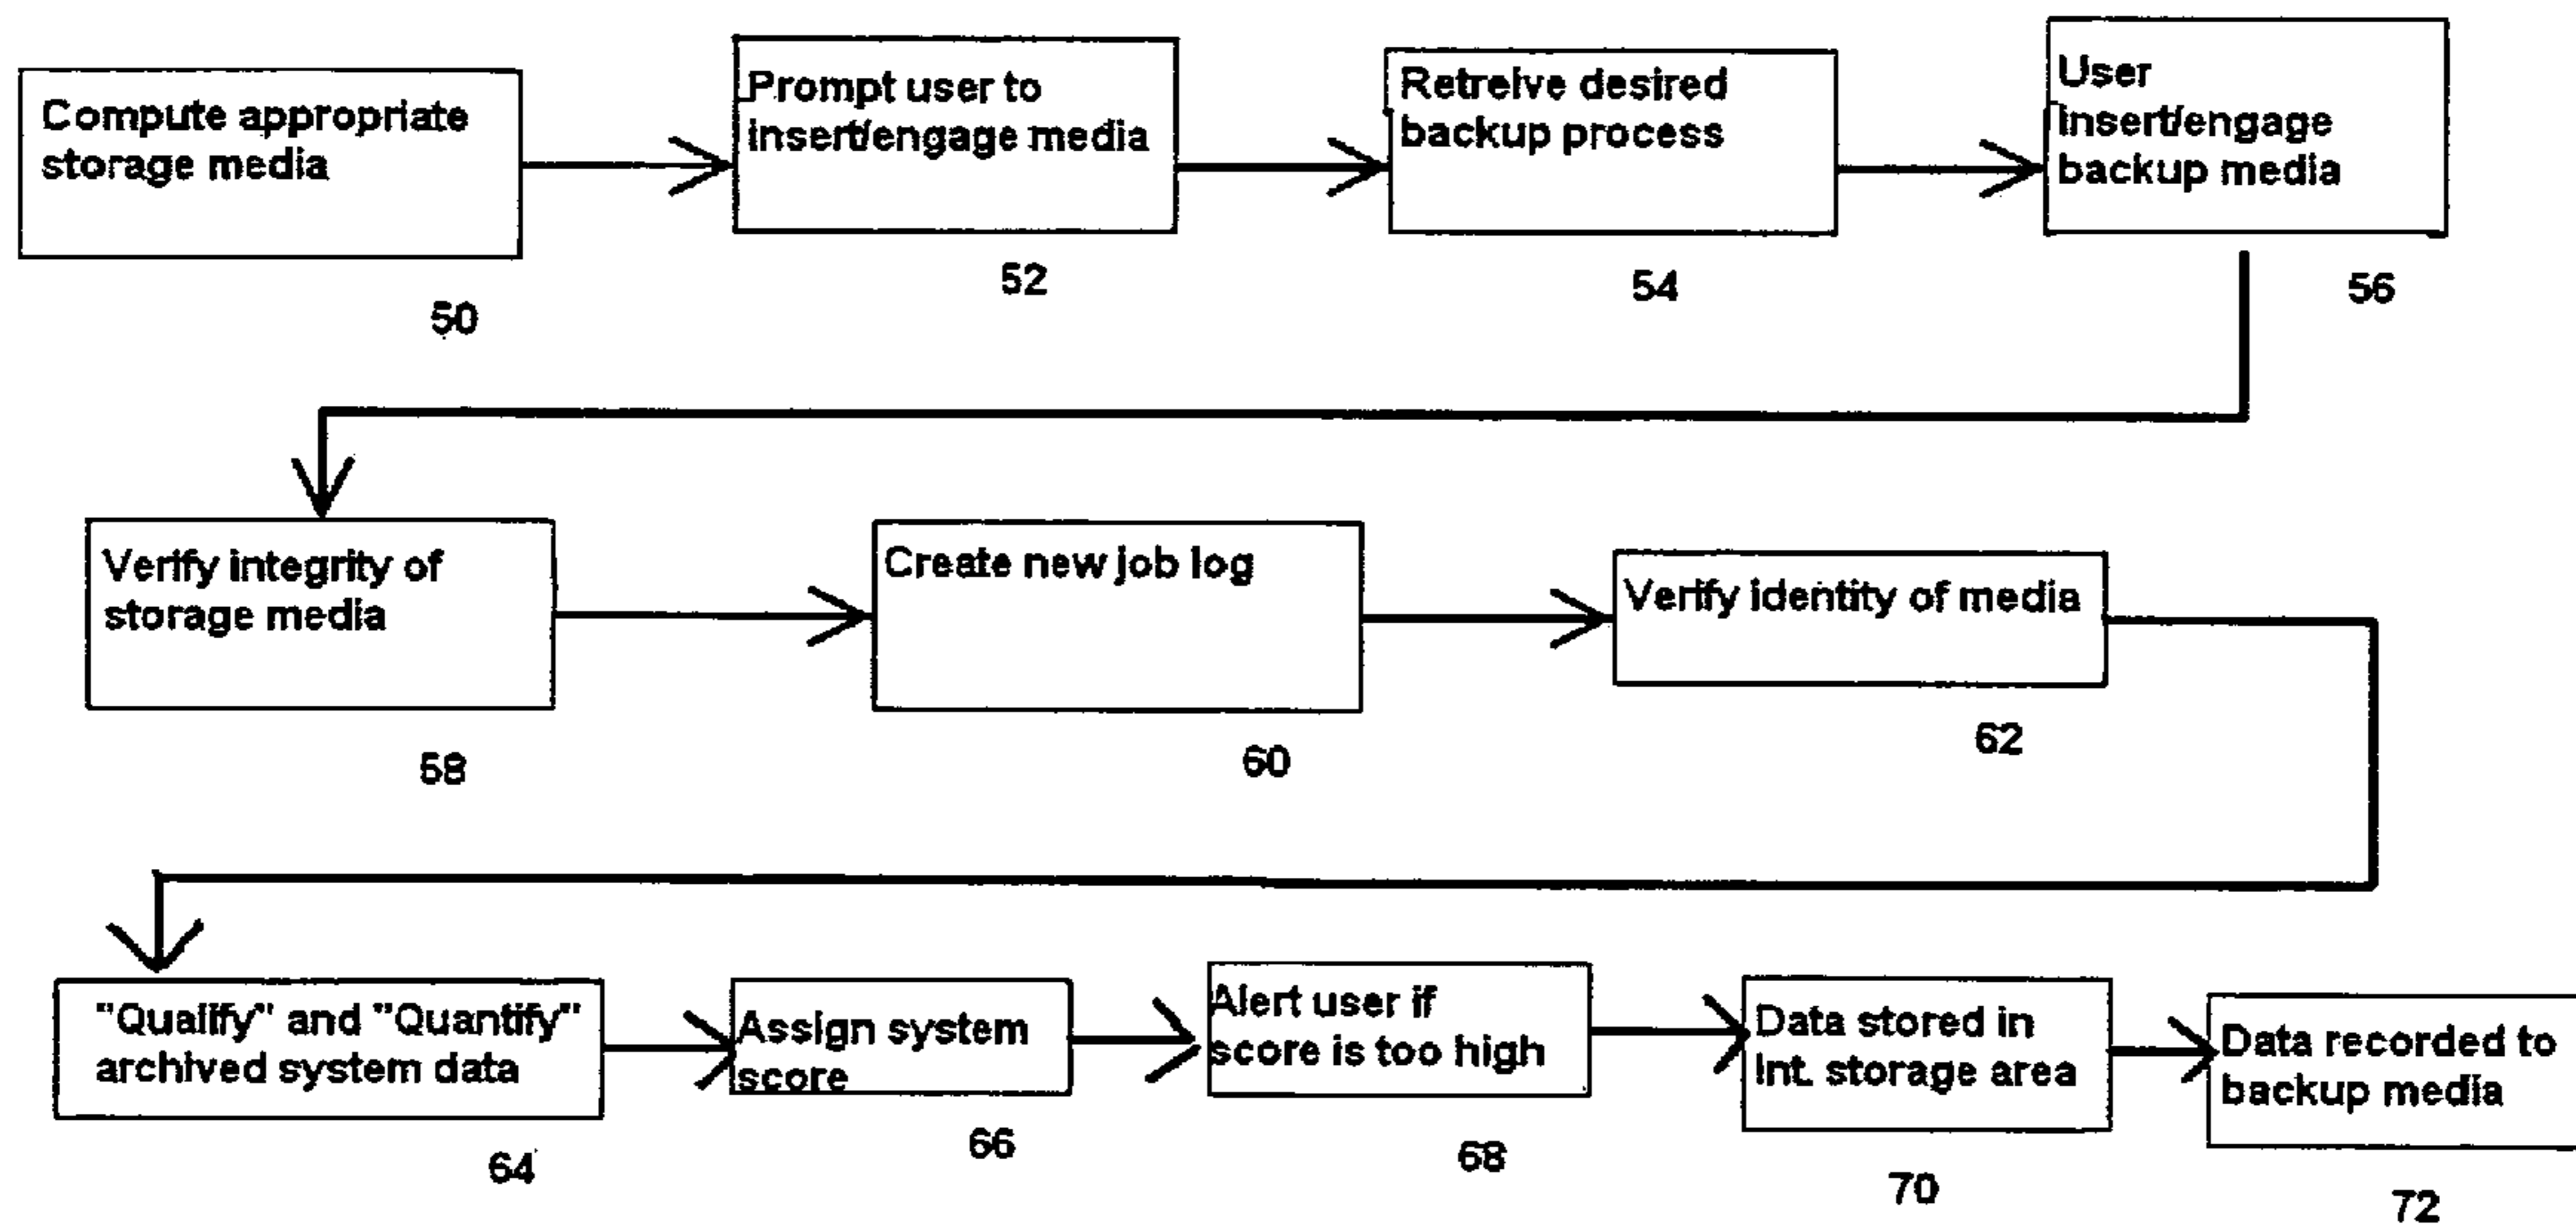 Compute appropriate
storage media
50
Prompt user to
insert/engage media
52
Retreive desired
backup process
54
User
insert/engage
backup media
56
Verify integrity of
storage media
58
Create new job log
60
Verify identity of media
62
"Qualify" and "Quantify"
archived system data
64
Assign system
score
66
Alert user if
score is too high
68
Data stored in
Int. storage area
70
Data recorded to
backup media
72